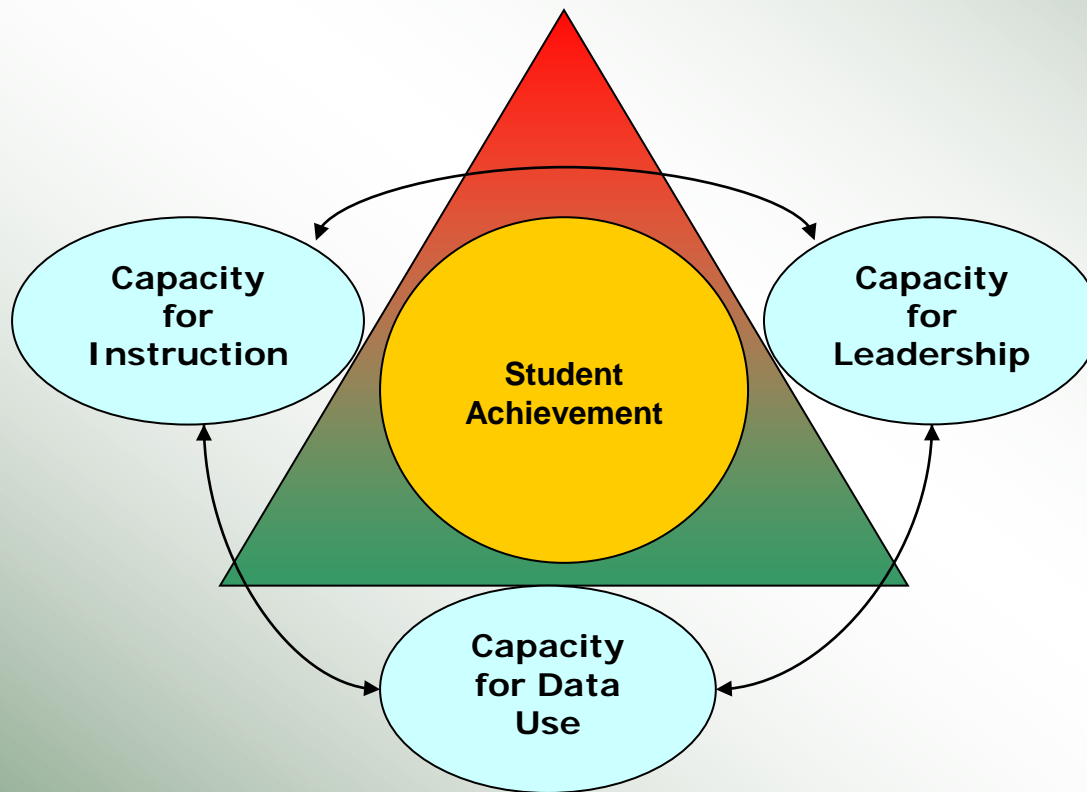 Capacity
for
Instruction
Capacity
for
Leadership
Student
Achievement
Capacity
for Data
Use